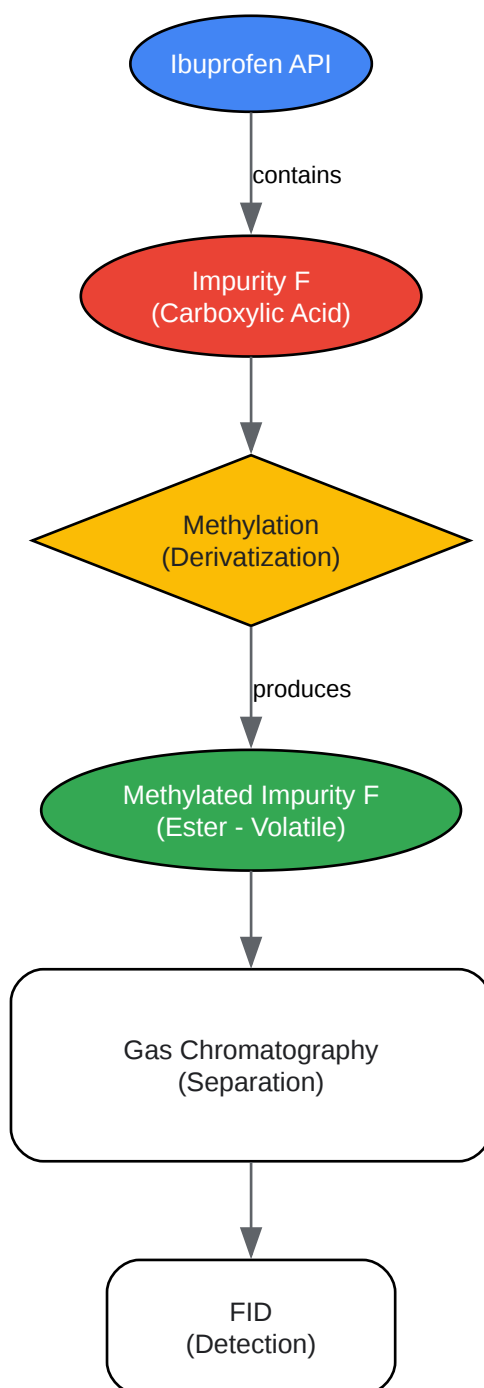 Ibuprofen API
contains
Impurity F
(Carboxylic Acid)
Methylation
(Derivatization)
produces
Methylated Impurity F
(Ester - Volatile)
Gas Chromatography
(Separation)
FID
(Detection)